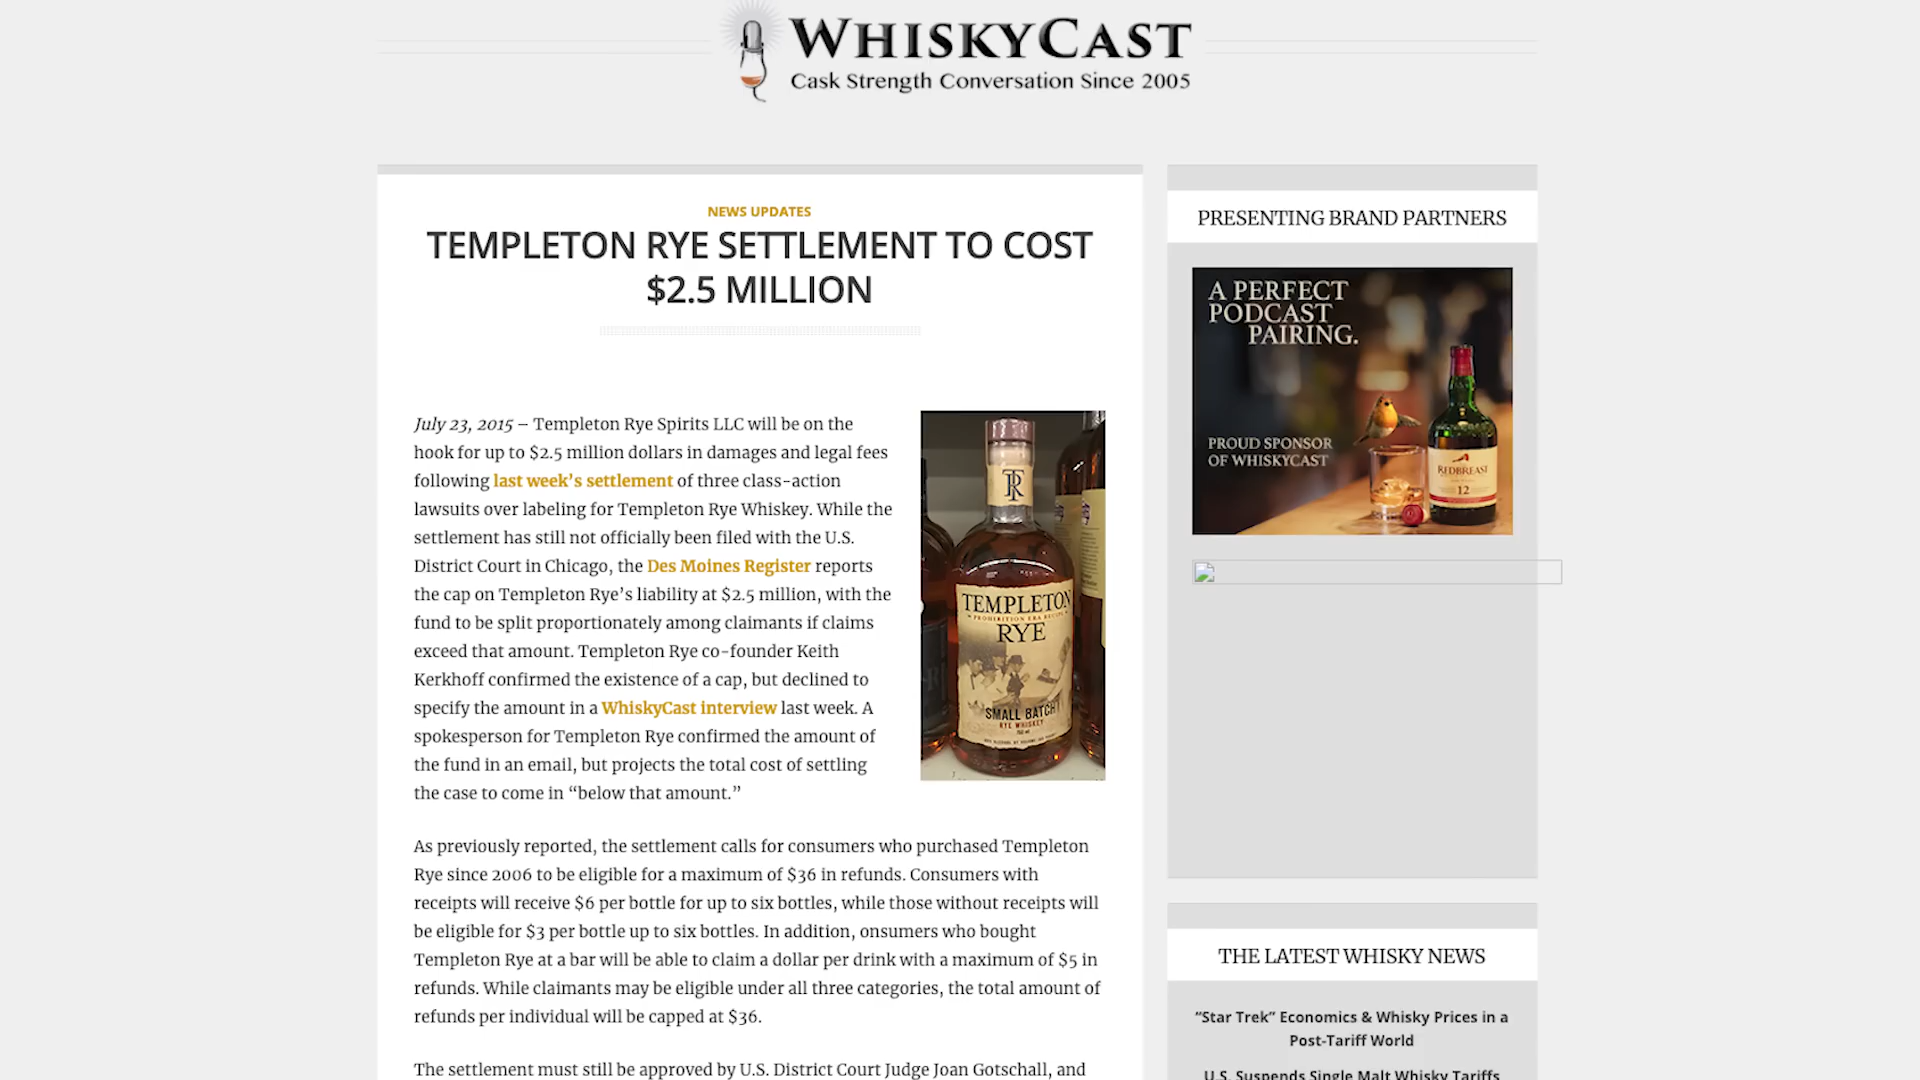 WHISKYCAST
Cask Strength Conversation Since 2005
NEWS UPDATES
TEMPLETON RYE SETTLEMENT TO COST
$2.5 MILLION
July 23, 2015 – Templeton Rye Spirits LLC will be on the
hook for up to $2.5 million dollars in damages and legal fees
following last week’s settlement of three class-action
lawsuits over labeling for Templeton Rye Whiskey. While the
settlement has still not officially been filed with the U.S.
District Court in Chicago, the Des Moines Register reports
the cap on Templeton Rye’s liability at $2.5 million, with the
fund to be split proportionately among claimants if claims
exceed that amount. Templeton Rye co-founder Keith
Kerkhoff confirmed the existence of a cap, but declined to
specify the amount in a WhiskyCast interview last week. A
spokesperson for Templeton Rye confirmed the amount of
the fund in an email, but projects the total cost of settling
the case to come in “below that amount.”
TR
TEMPLETON
PROHIBITION ERA RECIPE
RYE
SMALL BATCH
RYE WHISKEY
750 ml
As previously reported, the settlement calls for consumers who purchased Templeton
Rye since 2006 to be eligible for a maximum of $36 in refunds. Consumers with
receipts will receive $6 per bottle for up to six bottles, while those without receipts will
be eligible for $3 per bottle up to six bottles. In addition, onsumers who bought
Templeton Rye at a bar will be able to claim a dollar per drink with a maximum of $5 in
refunds. While claimants may be eligible under all three categories, the total amount of
refunds per individual will be capped at $36.
The settlement must still be approved by U.S. District Court Judge Joan Gotschall, and
PRESENTING BRAND PARTNERS
A PERFECT
PODCAST
PAIRING.
PROUD SPONSOR
OF WHISKYCAST
REDBREAST
12
THE LATEST WHISKY NEWS
“Star Trek” Economics & Whisky Prices in a
Post-Tariff World
U.S. Suspends Single Malt Whisky Tariffs